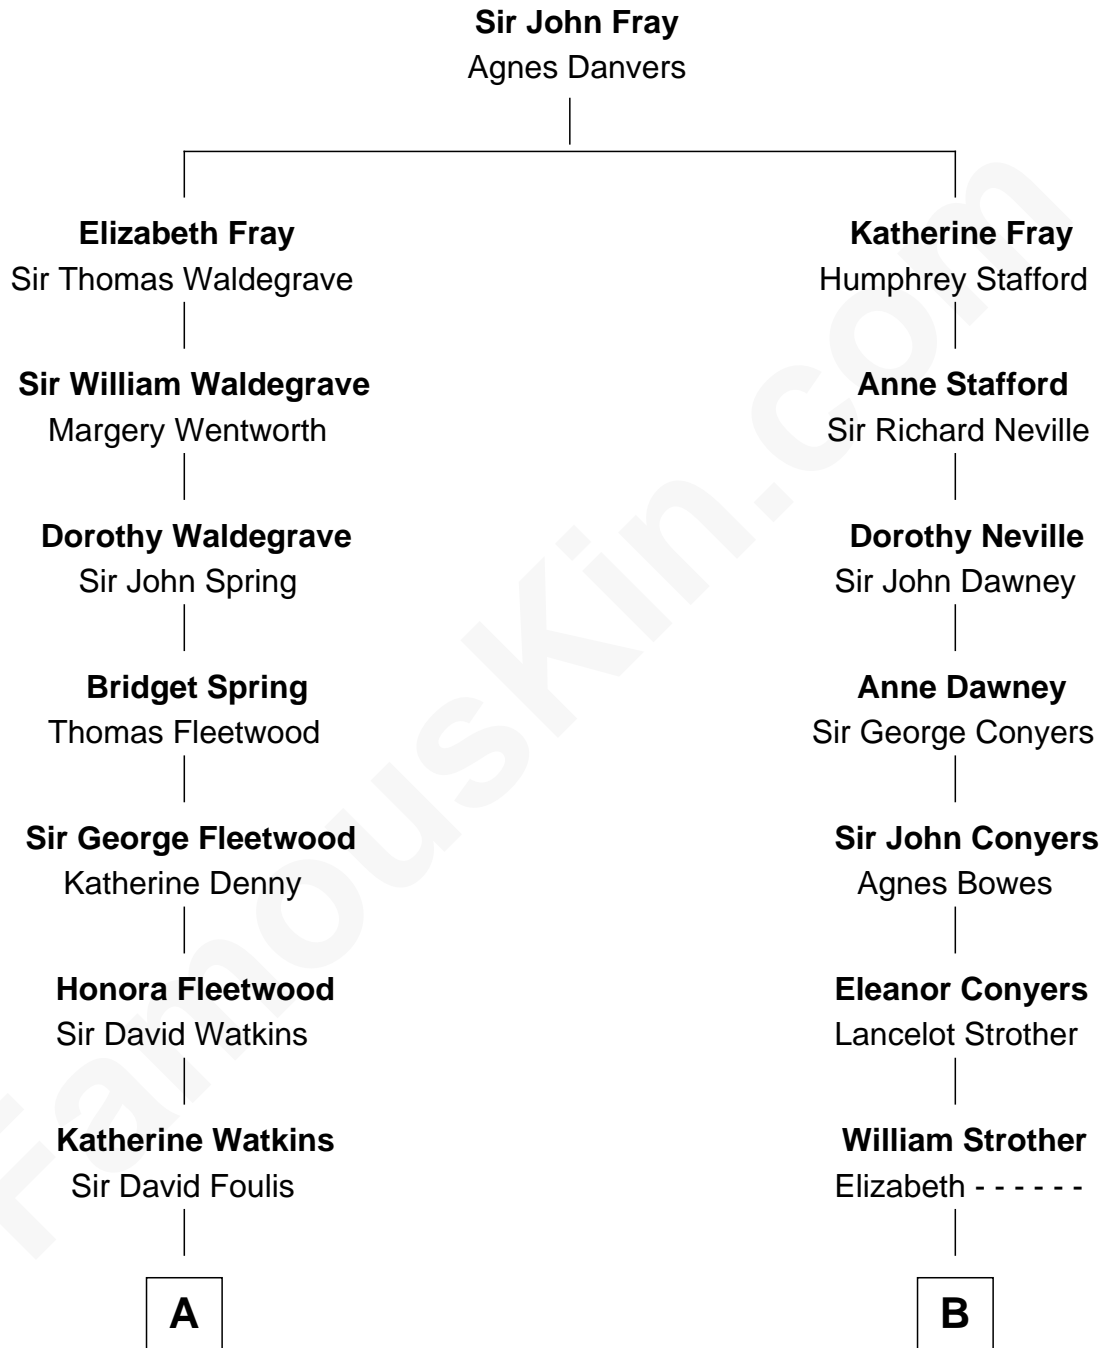 Sir John Fray
Agnes Danvers
Elizabeth Fray
Sir Thomas Waldegrave
Katherine Fray
Humphrey Stafford
Sir William Waldegrave
Margery Wentworth
Anne Stafford
Sir Richard Neville
Dorothy Waldegrave
Sir John Spring
Dorothy Neville
Sir John Dawney
Bridget Spring
Thomas Fleetwood
Anne Dawney
Sir George Conyers
Sir George Fleetwood
Katherine Denny
Sir John Conyers
Agnes Bowes
Honora Fleetwood
Sir David Watkins
Eleanor Conyers
Lancelot Strother
Katherine Watkins
Sir David Foulis
William Strother
Elizabeth - - - - - -
A
B
FamousKin.com